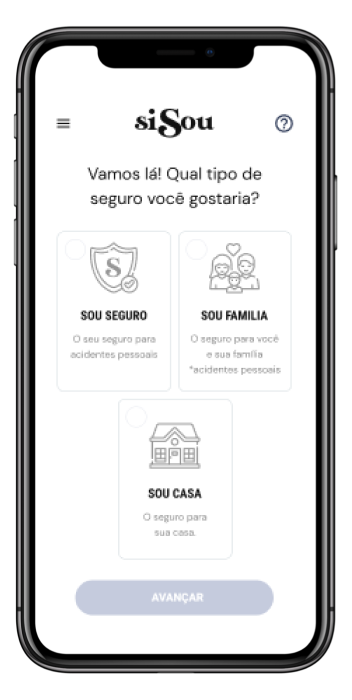 siSou
?
Vamos lá! Qual tipo de
seguro você gostaria?
S
SOU SEGURO
O seu seguro para
acidentes pessoais
SOU FAMILIA
O seguro para você
e sua família
*acidentes pessoais
SOU CASA
O seguro para
sua casa.
AVANÇAR